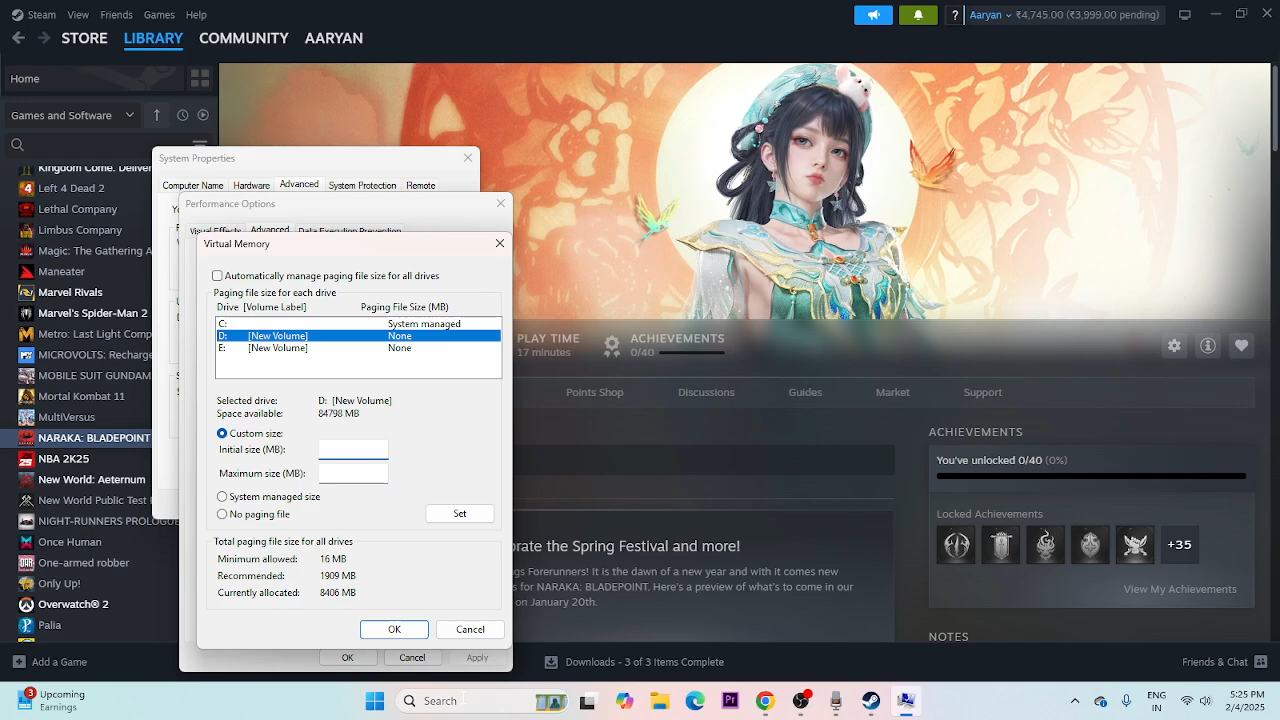 Steam View Friends Games Help
? Aaryan ₹4,745.00 (₹3,999.00 pending)
STORE LIBRARY COMMUNITY AARYAN
Home
Games and Software
Kingdom Come: Deliver
Left 4 Dead 2
Lethal Company
Limbus Company
Magic: The Gathering A
Maneater
Marvel Rivals
Marvel's Spider-Man 2
Metro: Last Light Comp
MICROVOLTS: Recharge
MOBILE SUIT GUNDAM
Mortal Kombat 11
MultiVersus
NARAKA: BLADEPOINT
NBA 2K25
New World: Aeternum
New World Public Test
NIGHT-RUNNERS PROLOGUE
Once Human
One-armed robber
Only Up!
Overwatch® 2
Palia
System Properties
Computer Name Hardware Advanced System Protection Remote
Performance Options
Visual Effects Advanced Data Execution Prevention
Virtual Memory
Automatically manage paging file size for all drives
Paging file size for each drive
Drive [Volume Label] Paging File Size (MB)
C: System managed
D: [New Volume] None
E: [New Volume] None
Selected drive: D: [New Volume]
Space available: 84798 MB
Custom size:
Initial size (MB):
Maximum size (MB):
System managed size
No paging file
Set
Total paging file size for all drives
Minimum allowed: 16 MB
Recommended: 1909 MB
Currently allocated: 8406 MB
OK Cancel
OK Cancel Apply
PLAY TIME
17 minutes
ACHIEVEMENTS
0/40
Points Shop Discussions Guides Market Support
ACHIEVEMENTS
You've unlocked 0/40 (0%)
Locked Achievements
+35
View My Achievements
NOTES
brate the Spring Festival and more!
ngs Forerunners! It is the dawn of a new year and with it comes new
s for NARAKA: BLADEPOINT. Here's a preview of what's to come in our
on January 20th.
Add a Game
Downloads - 3 of 3 Items Complete
Friends & Chat
3
Upcoming
Earnings
Search
Pr
ENG
IN
5:25 PM
2/4/2025